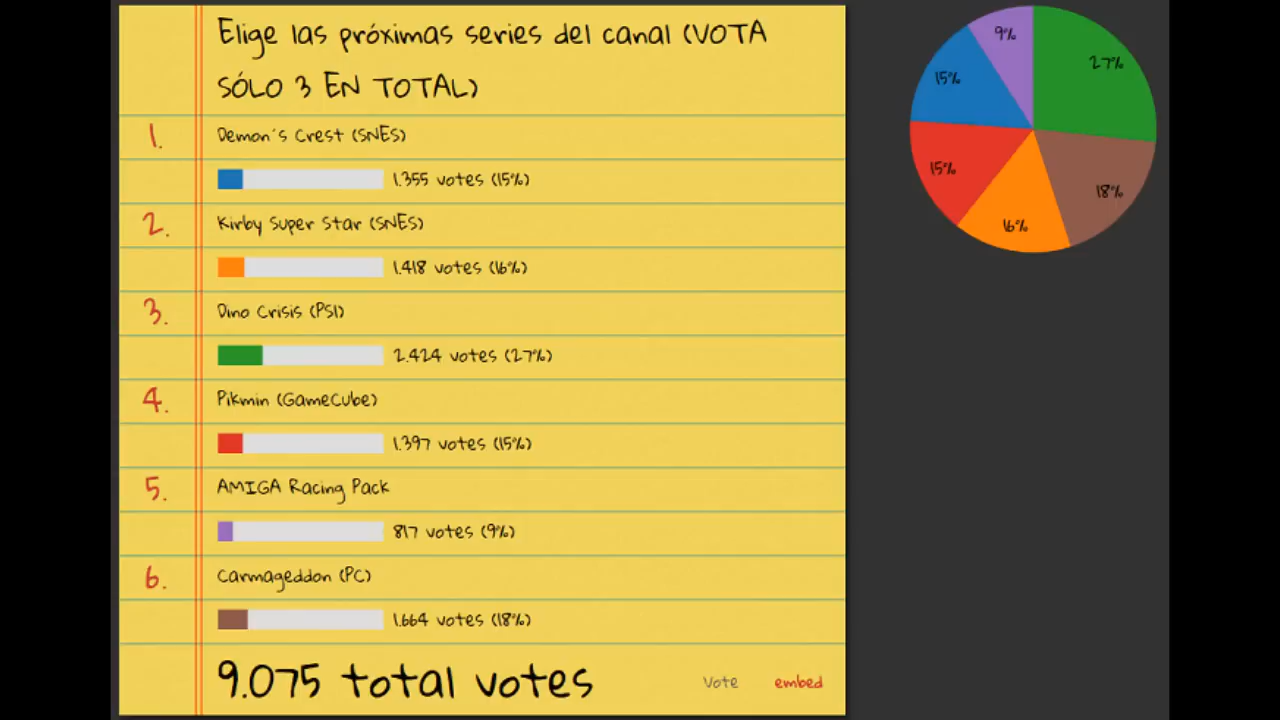 Elige las próximas series del canal (VOTA
SÓLO 3 EN TOTAL)
1.
Demon´s Crest (SNES)
1.355 votes (15%)
2.
Kirby Super Star (SNES)
1.418 votes (16%)
3.
Dino Crisis (PS1)
2.424 votes (27%)
4.
Pikmin (GameCube)
1.397 votes (15%)
5.
AMIGA Racing Pack
817 votes (9%)
6.
Carmageddon (PC)
1.664 votes (18%)
9.075 total votes
Vote
embed
9%
27%
15%
15%
18%
16%